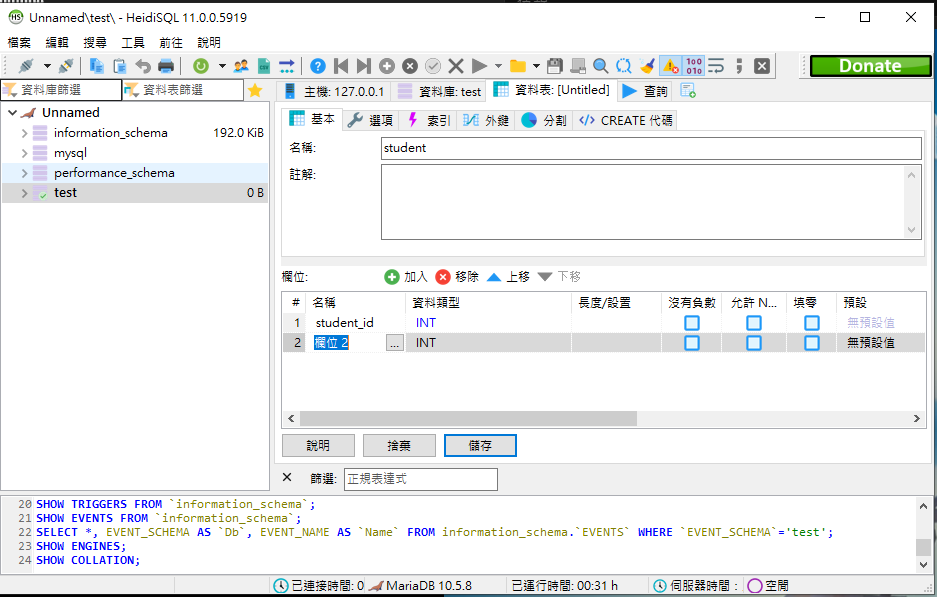 Unnamed\test\ - HeidiSQL 11.0.0.5919
檔案 編輯 搜尋 工具 前往 說明
Donate
資料庫篩選 資料表篩選
主機: 127.0.0.1 資料庫: test 資料表: [Untitled] 查詢
Unnamed
information_schema 192.0 KiB
mysql
performance_schema
test 0 B
基本 選項 索引 外鍵 分割 CREATE 代碼
名稱: student
註解:
欄位: 加入 移除 上移 下移
# 名稱 資料類型 長度/設置 沒有負數 允許 N... 填零 預設
1 student_id INT 無預設值
2 欄位 2 ... INT 無預設值
說明 捨棄 儲存
篩選: 正規表達式
20 SHOW TRIGGERS FROM `information_schema`;
21 SHOW EVENTS FROM `information_schema`;
22 SELECT *, EVENT_SCHEMA AS `Db`, EVENT_NAME AS `Name` FROM information_schema.`EVENTS` WHERE `EVENT_SCHEMA`='test';
23 SHOW ENGINES;
24 SHOW COLLATION;
已連接時間: 0 MariaDB 10.5.8 已運行時間: 00:31 h 伺服器時間 : 空閒